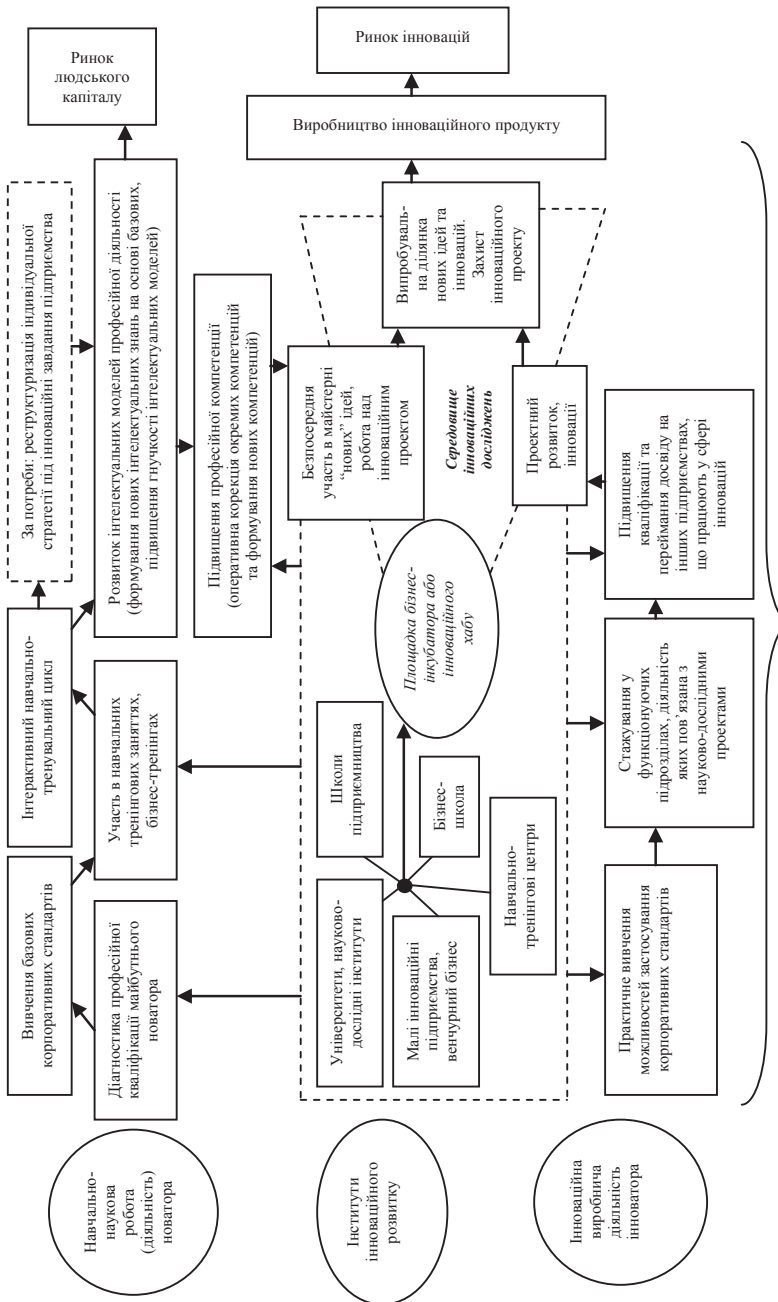 Навчально-
наукова
робота
(діяльність)
новатора
Вивчення базових
корпоративних стандартів
Діагностика професійної
кваліфікації майбутнього
новатора
Інтерактивний навчально-
тренувальний цикл
Участь в навчальних
тренінгових заняттях,
бізнес-тренінгах
За потреби: реструктуризація індивідуальної
стратегії під інноваційні завдання підприємства
Розвиток інтелектуальних моделей професійної діяльності
(формування нових інтелектуальних знань на основі базових,
підвищення гнучкості інтелектуальних моделей)
Ринок
людського
капіталу
Підвищення професійної компетенції
(оперативна корекція окремих компетенцій
та формування нових компетенцій)
Інститути
інноваційного
розвитку
Університети, науково-
дослідні інститути
Малі інноваційні
підприємства,
венчурний бізнес
Школи
підприємництва
Бізнес-
школа
Навчально-
тренінгові центри
Площадка бізнес-
інкубатора або
інноваційного
хабу
Безпосередня
участь в майстерні
“нових” ідей,
робота над
інноваційним
проектом
Середовище
інноваційних
досліджень
Проектний
розвиток,
інновації
Випробуваль-
на ділянка
нових ідей та
інновацій.
Захист
інноваційного
проекту
Виробництво інноваційного продукту
Ринок інновацій
Інноваційна
виробнича
діяльність
інноватора
Практичне вивчення
можливостей застосування
корпоративних стандартів
Стажування у
функціонуючих
підрозділах, діяльність
яких пов’язана з
науково-дослідними
проектами
Підвищення
кваліфікації та
переймання досвіду на
інших підприємствах,
що працюють у сфері
інновацій